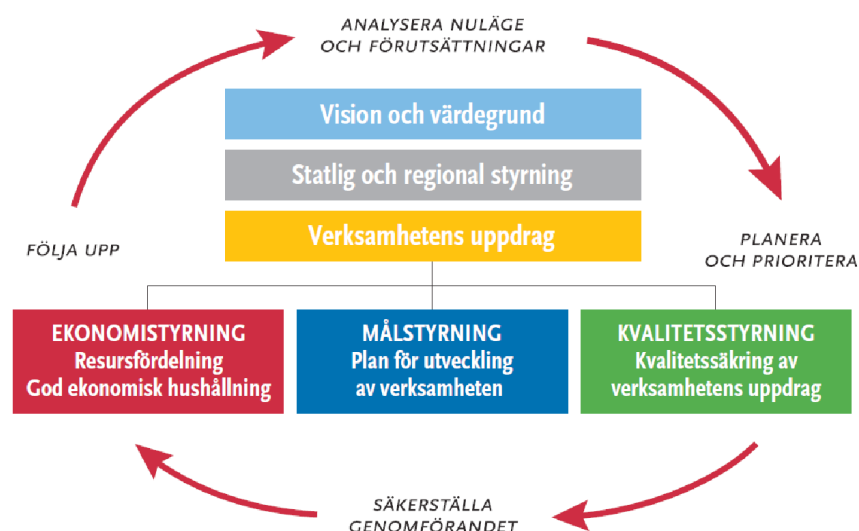 ANALYSERA NULÄGE
OCH FÖRUTSÄTTNINGAR
Vision och värdegrund
Statlig och regional styrning
Verksamhetens uppdrag
FÖLJA UPP
PLANERA
OCH PRIORITERA
EKONOMISTYRNING
Resursfördelning
God ekonomisk hushållning
MÅLSTYRNING
Plan för utveckling
av verksamheten
KVALITETSSTYRNING
Kvalitetssäkring av
verksamhetens uppdrag
SÄKERSTÄLLA
GENOMFÖRANDET